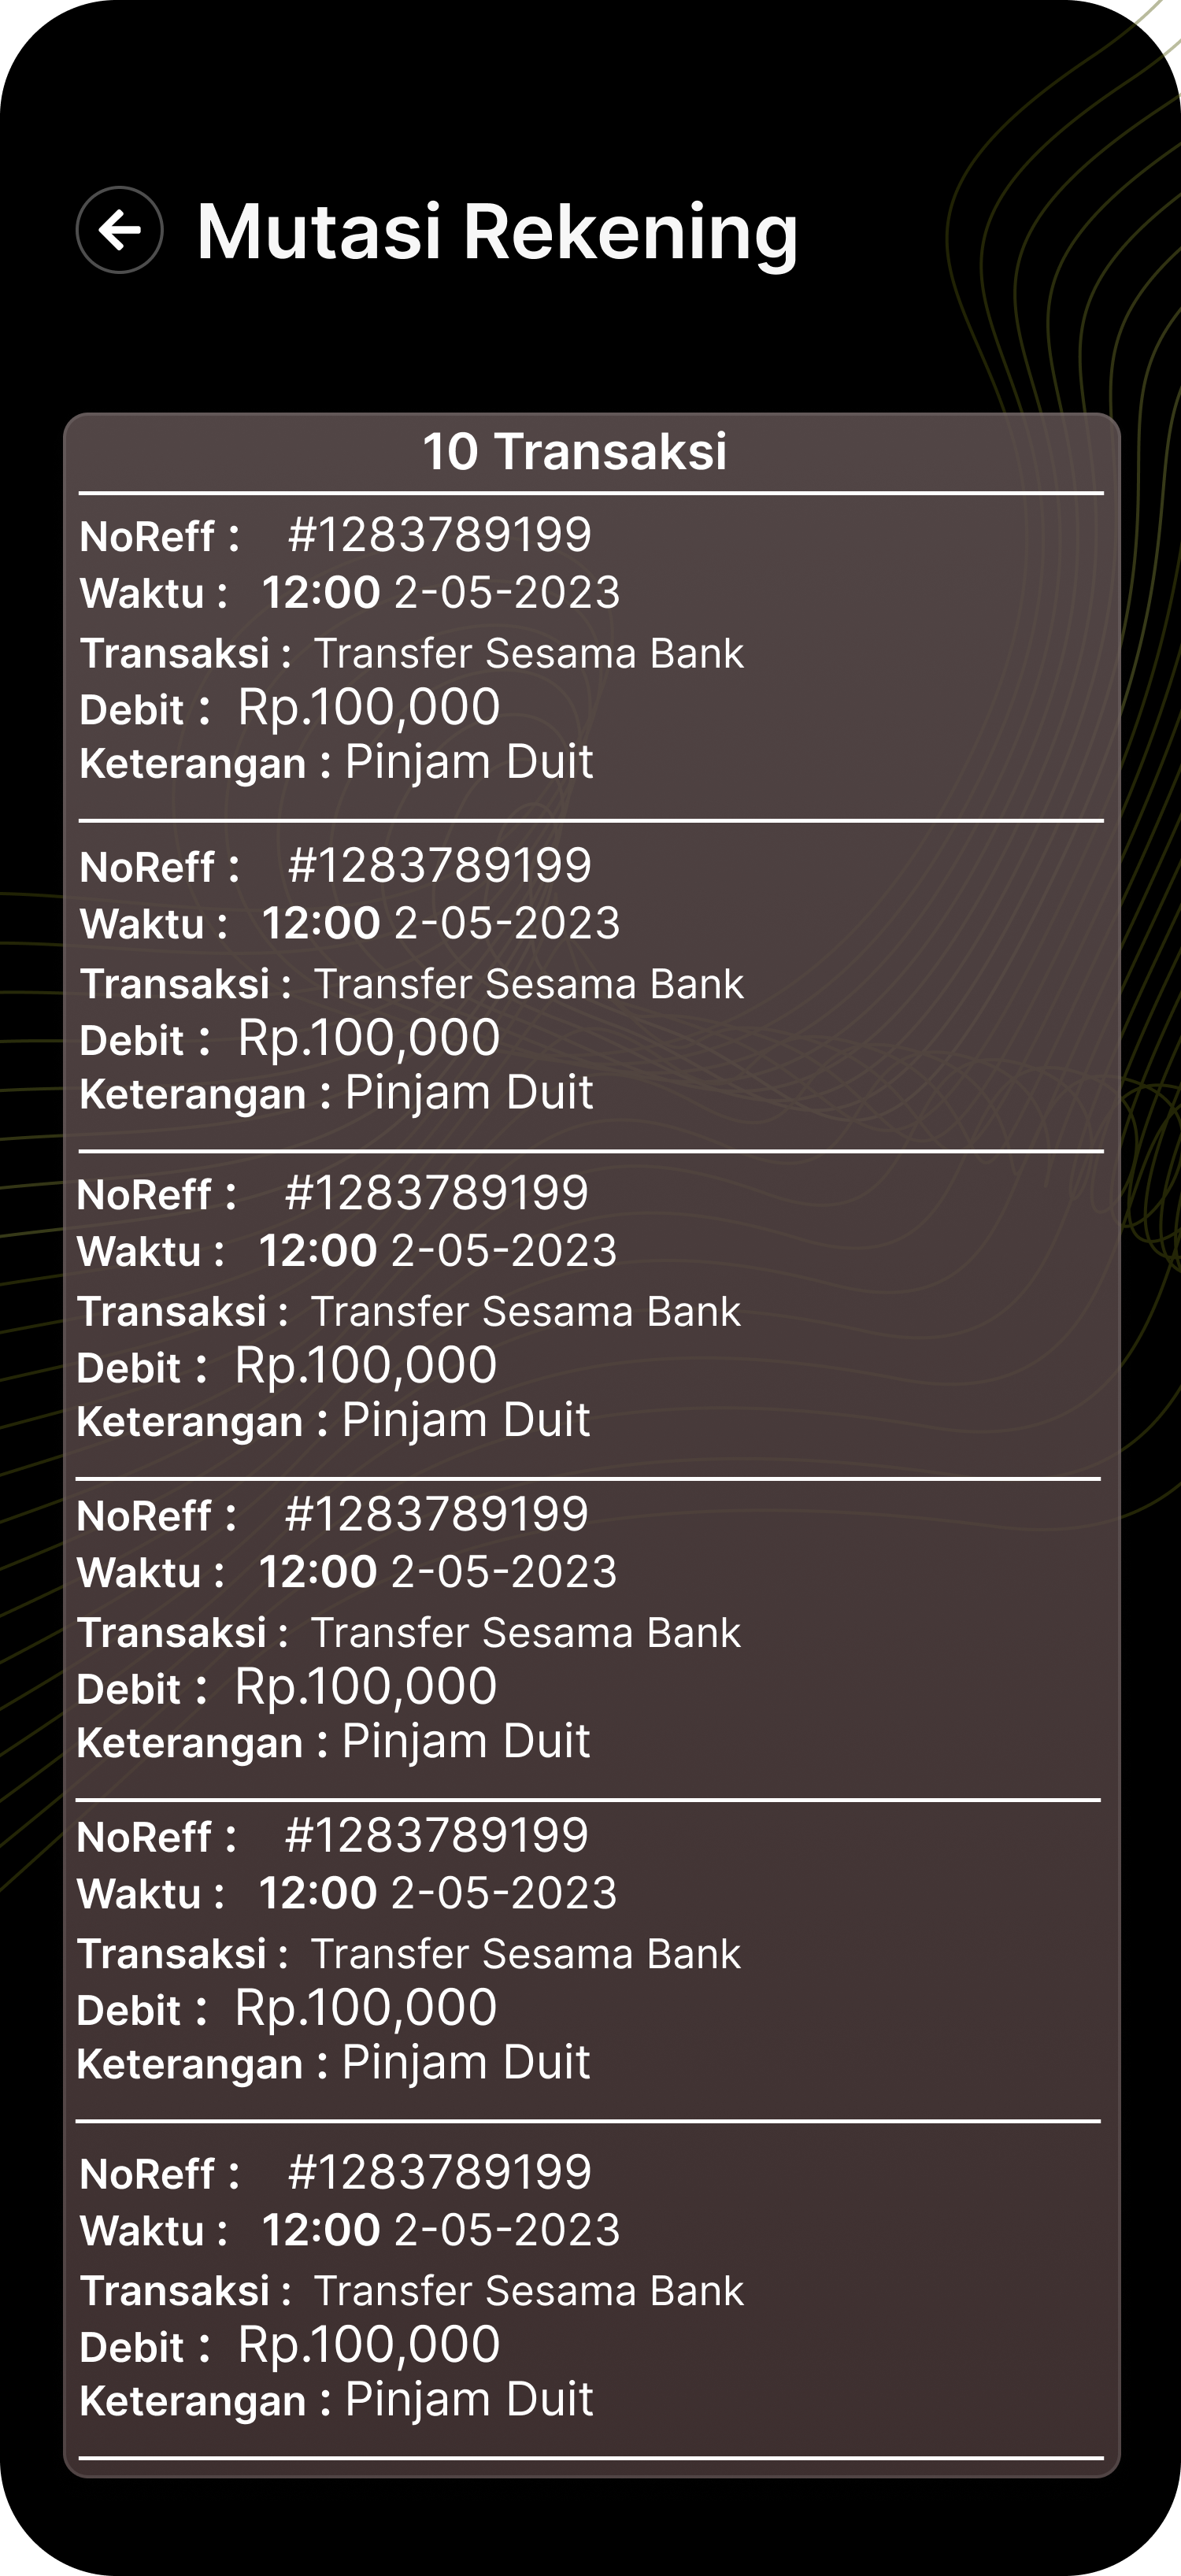 Mutasi Rekening
10 Transaksi
NoReff : #1283789199
Waktu : 12:00 2-05-2023
Transaksi : Transfer Sesama Bank
Debit : Rp.100,000
Keterangan : Pinjam Duit
NoReff : #1283789199
Waktu : 12:00 2-05-2023
Transaksi : Transfer Sesama Bank
Debit : Rp.100,000
Keterangan : Pinjam Duit
NoReff : #1283789199
Waktu : 12:00 2-05-2023
Transaksi : Transfer Sesama Bank
Debit : Rp.100,000
Keterangan : Pinjam Duit
NoReff : #1283789199
Waktu : 12:00 2-05-2023
Transaksi : Transfer Sesama Bank
Debit : Rp.100,000
Keterangan : Pinjam Duit
NoReff : #1283789199
Waktu : 12:00 2-05-2023
Transaksi : Transfer Sesama Bank
Debit : Rp.100,000
Keterangan : Pinjam Duit
NoReff : #1283789199
Waktu : 12:00 2-05-2023
Transaksi : Transfer Sesama Bank
Debit : Rp.100,000
Keterangan : Pinjam Duit